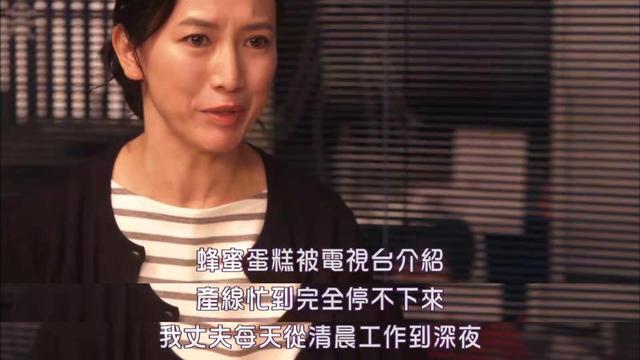 蜂蜜蛋糕被電視台介紹
產線忙到完全停不下來
我丈夫每天從清晨工作到深夜